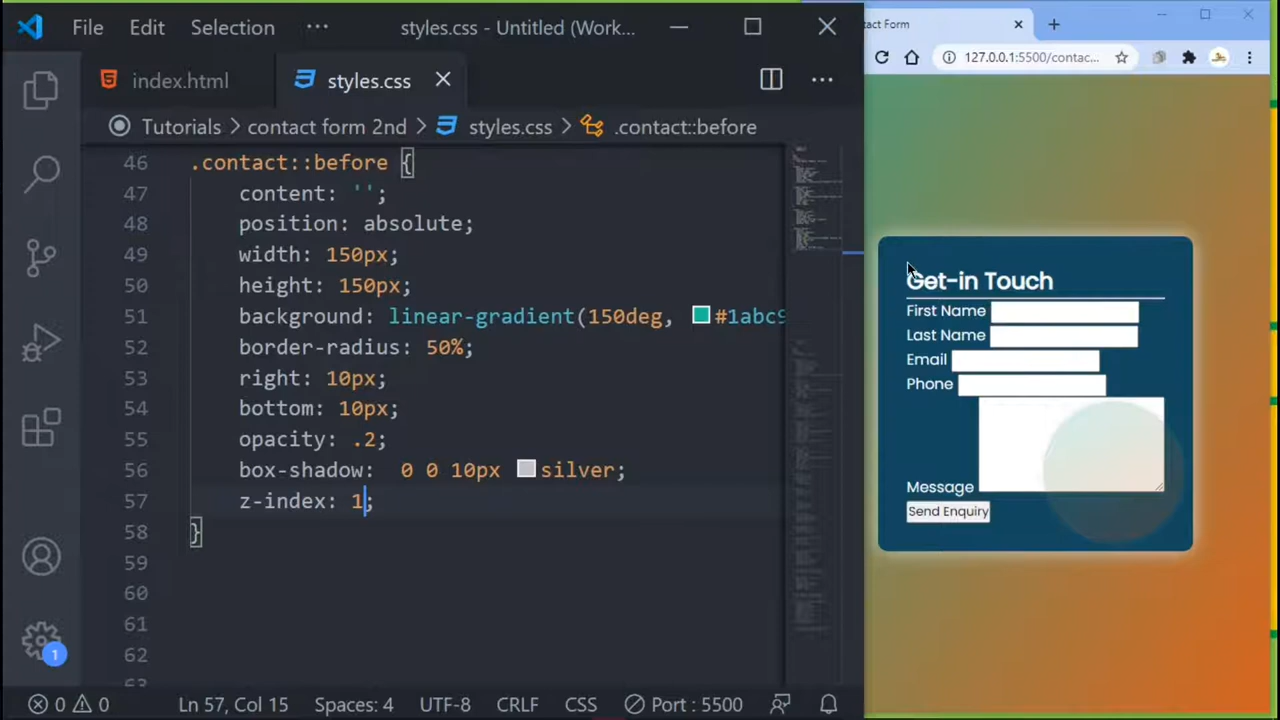 File Edit Selection ··· styles.css - Untitled (Work...
index.html styles.css
Tutorials > contact form 2nd > styles.css > .contact::before
46 .contact::before {
47 content: '';
48 position: absolute;
49 width: 150px;
50 height: 150px;
51 background: linear-gradient(150deg, #1abc9
52 border-radius: 50%;
53 right: 10px;
54 bottom: 10px;
55 opacity: .2;
56 box-shadow: 0 0 10px silver;
57 z-index: 1;
58 }
59
60
61
62
1
0 0 Ln 57, Col 15 Spaces: 4 UTF-8 CRLF CSS Port : 5500
tact Form
127.0.0.1:5500/contac...
Get-in Touch
First Name
Last Name
Email
Phone
Message
Send Enquiry